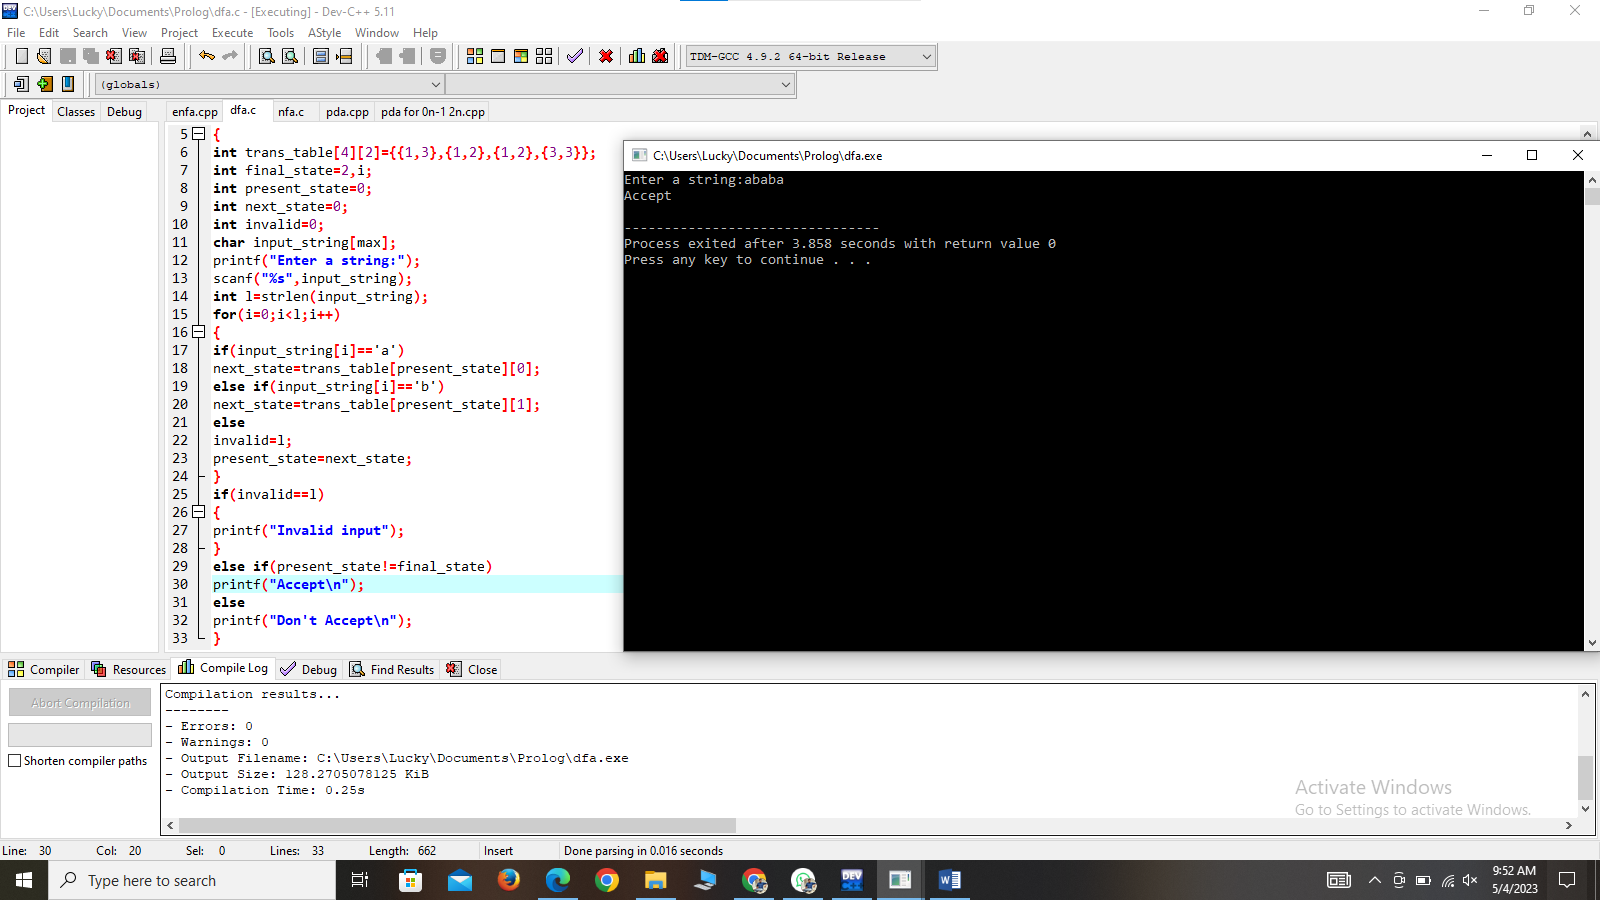 C:\Users\Lucky\Documents\Prolog\dfa.c - [Executing] - Dev-C++ 5.11
File Edit Search View Project Execute Tools AStyle Window Help
TDM-GCC 4.9.2 64-bit Release
(globals)
Project Classes Debug enfa.cpp dfa.c nfa.c pda.cpp pda for 0n-1 2n.cpp
5 {
6 int trans_table[4][2]={{1,3},{1,2},{1,2},{3,3}};
7 int final_state=2,i;
8 int present_state=0;
9 int next_state=0;
10 int invalid=0;
11 char input_string[max];
12 printf("Enter a string:");
13 scanf("%s",input_string);
14 int l=strlen(input_string);
15 for(i=0;i<l;i++)
16 {
17 if(input_string[i]=='a')
18 next_state=trans_table[present_state][0];
19 else if(input_string[i]=='b')
20 next_state=trans_table[present_state][1];
21 else
22 invalid=l;
23 present_state=next_state;
24 }
25 if(invalid==l)
26 {
27 printf("Invalid input");
28 }
29 else if(present_state!=final_state)
30 printf("Accept\n");
31 else
32 printf("Don't Accept\n");
33 }
C:\Users\Lucky\Documents\Prolog\dfa.exe
Enter a string:ababa
Accept
--------------------------------
Process exited after 3.858 seconds with return value 0
Press any key to continue . . .
Compiler Resources Compile Log Debug Find Results Close
Abort Compilation
Shorten compiler paths
Compilation results...
--------
- Errors: 0
- Warnings: 0
- Output Filename: C:\Users\Lucky\Documents\Prolog\dfa.exe
- Output Size: 128.2705078125 KiB
- Compilation Time: 0.25s
Activate Windows
Go to Settings to activate Windows.
Line: 30 Col: 20 Sel: 0 Lines: 33 Length: 662 Insert Done parsing in 0.016 seconds
Type here to search
9:52 AM
5/4/2023